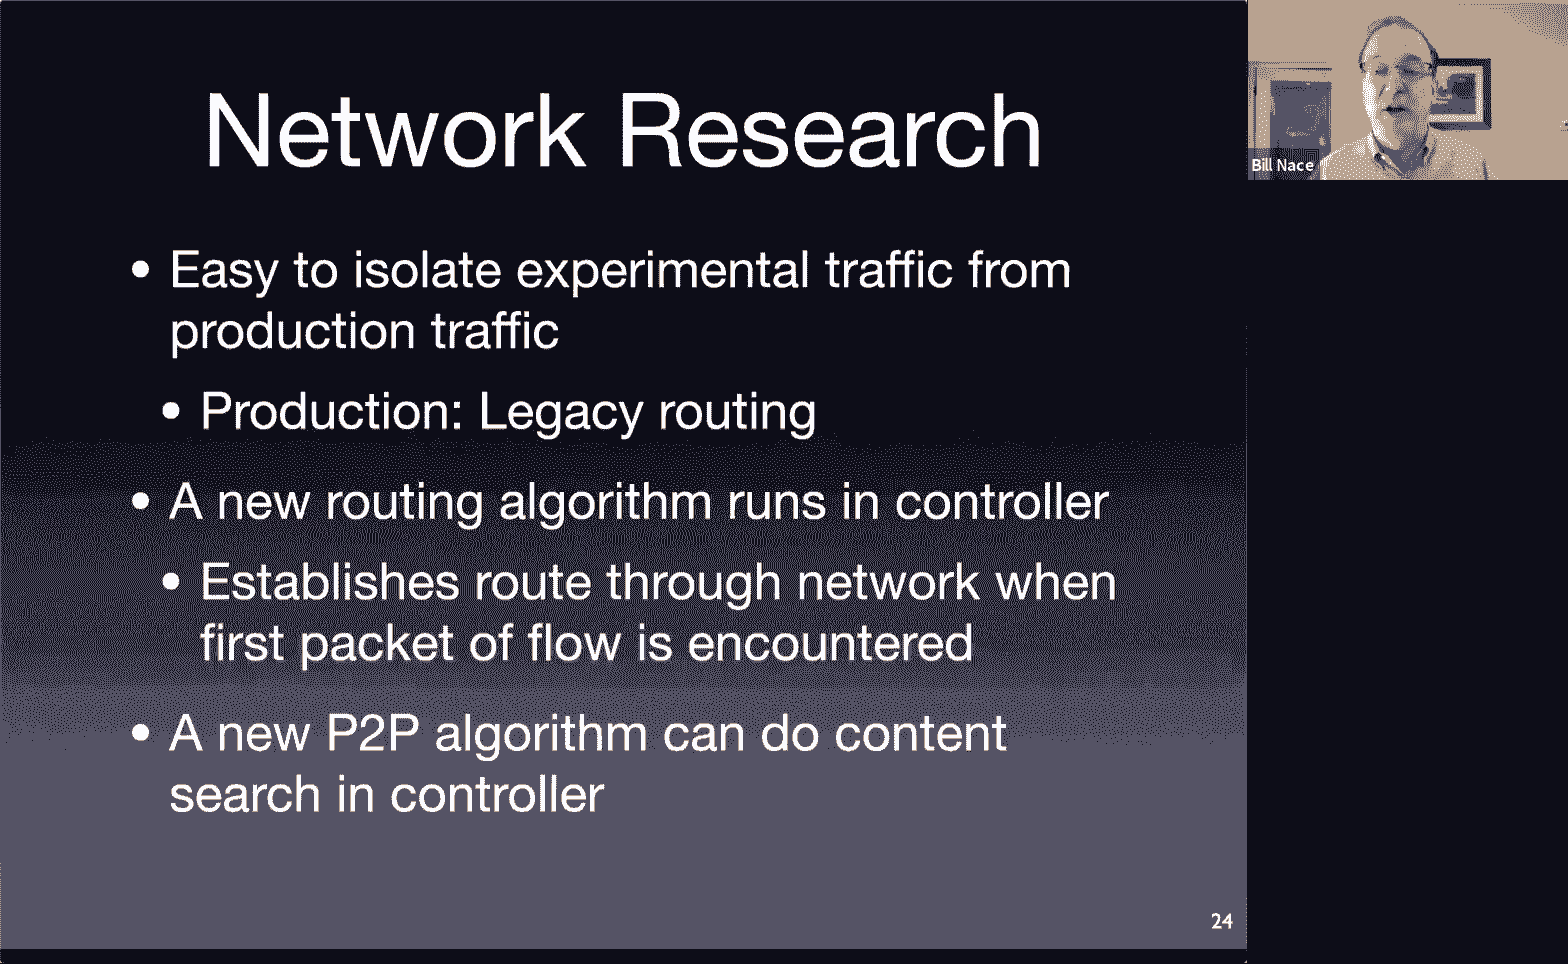 Network Research
Bill Nace
• Easy to isolate experimental traffic from
production traffic
• Production: Legacy routing
• A new routing algorithm runs in controller
• Establishes route through network when
first packet of flow is encountered
• A new P2P algorithm can do content
search in controller
24